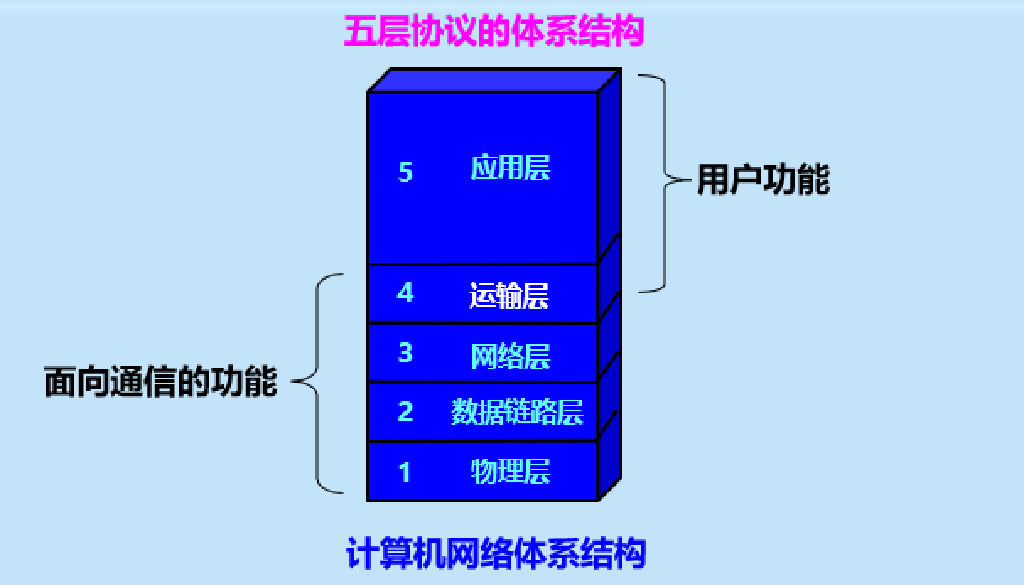 五层协议的体系结构
5 应用层
用户功能
4 运输层
3 网络层
面向通信的功能
2 数据链路层
1 物理层
计算机网络体系结构